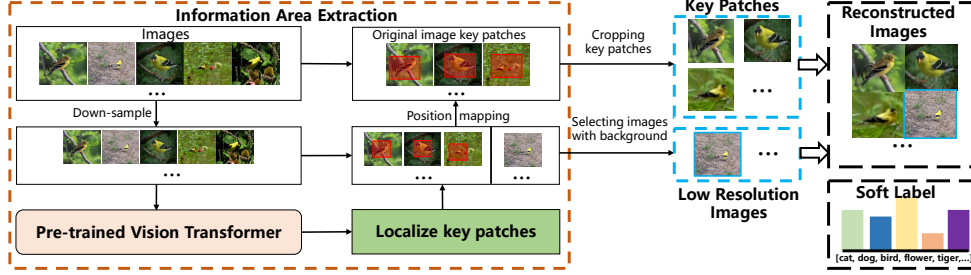 Information Area Extraction
Images
...
Down-sample
...
Pre-trained Vision Transformer
Original image key patches
...
Position mapping
...
Localize key patches
Cropping
key patches
Selecting images
with background
Key Patches
...
...
Low Resolution
Images
Reconstructed
Images
...
Soft Label
[cat, dog, bird, flower, tiger,...]